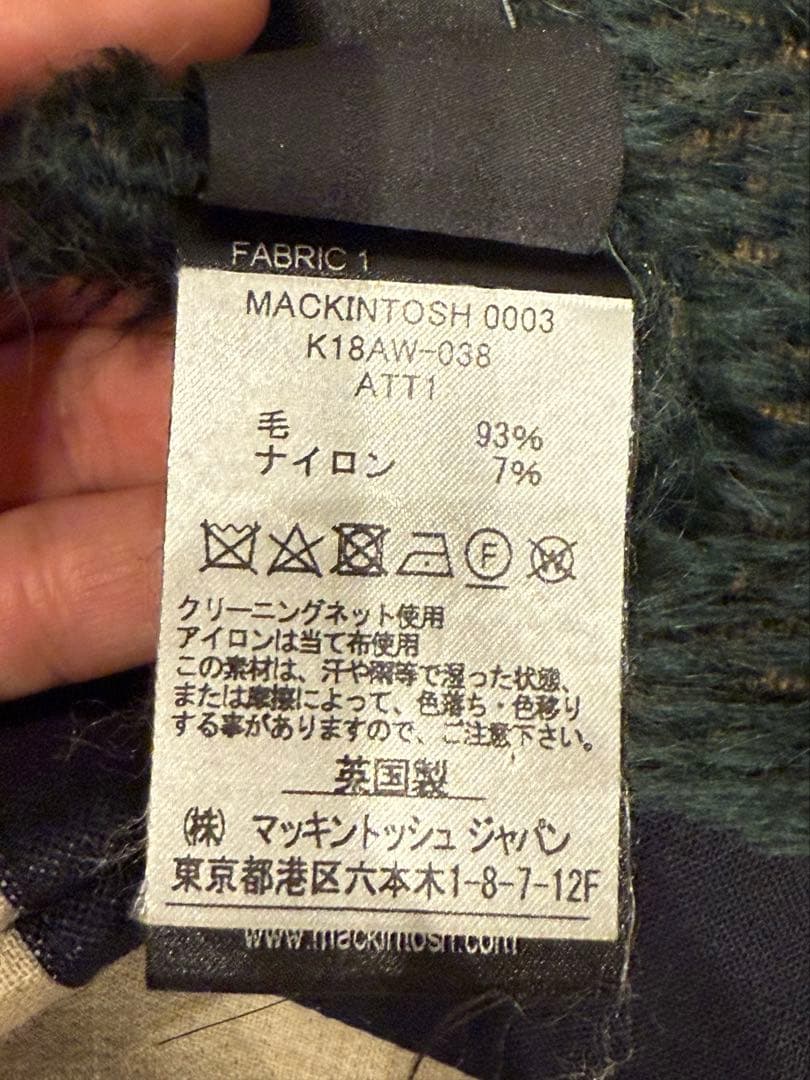 FABRIC 1
MACKINTOSH 0003
K18AW-038
ATT1
毛 93%
ナイロン 7%
F
W
クリーニングネット使用
アイロンは当て布使用
この素材は、汗や雨等で湿った状態、
または摩擦によって、色落ち・色移り
する事がありますので、ご注意下さい。
英国製
(株) マッキントッシュ ジャパン
東京都港区六本木1-8-7-12F
www.mackintosh.com